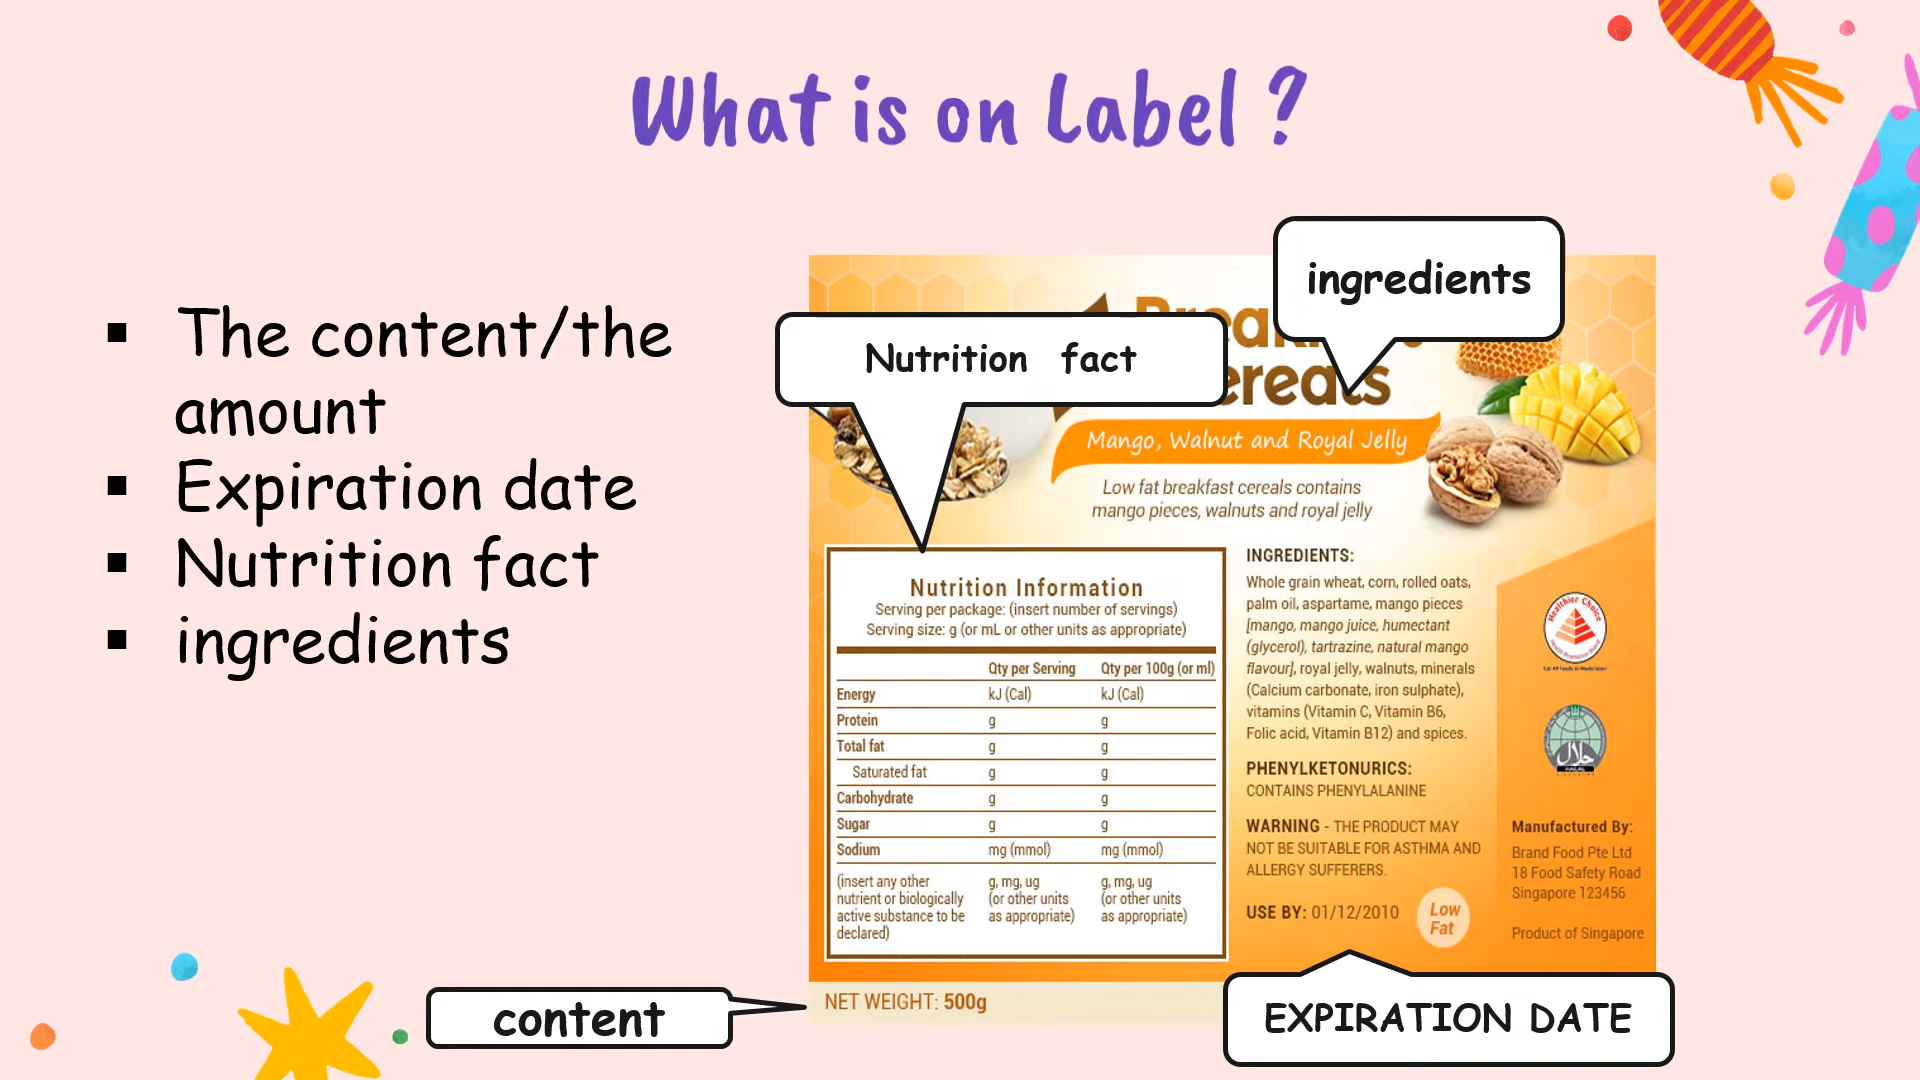 What is on Label ?
▪ The content/the
amount
▪ Expiration date
▪ Nutrition fact
▪ ingredients
ingredients
Nutrition fact
Mango, Walnut and Royal Jelly
Low fat breakfast cereals contains
mango pieces, walnuts and royal jelly
Nutrition Information
Serving per package: (insert number of servings)
Serving size: g (or mL or other units as appropriate)
Qty per Serving Qty per 100g (or ml)
Energy kJ (Cal) kJ (Cal)
Protein g g
Total fat g g
Saturated fat g g
Carbohydrate g g
Sugar g g
Sodium mg (mmol) mg (mmol)
(insert any other g, mg, ug g, mg, ug
nutrient or biologically (or other units (or other units
active substance to be as appropriate) as appropriate)
declared)
INGREDIENTS:
Whole grain wheat, corn, rolled oats,
palm oil, aspartame, mango pieces
[mango, mango juice, humectant
(glycerol), tartrazine, natural mango
flavour], royal jelly, walnuts, minerals
(Calcium carbonate, iron sulphate),
vitamins (Vitamin C, Vitamin B6,
Folic acid, Vitamin B12) and spices.
PHENYLKETONURICS:
CONTAINS PHENYLALANINE
WARNING - THE PRODUCT MAY
NOT BE SUITABLE FOR ASTHMA AND
ALLERGY SUFFERERS.
USE BY: 01/12/2010
Low
Fat
Healthier Choice
حلال
HALAL
Manufactured By:
Brand Food Pte Ltd
18 Food Safety Road
Singapore 123456
Product of Singapore
NET WEIGHT: 500g
content
EXPIRATION DATE